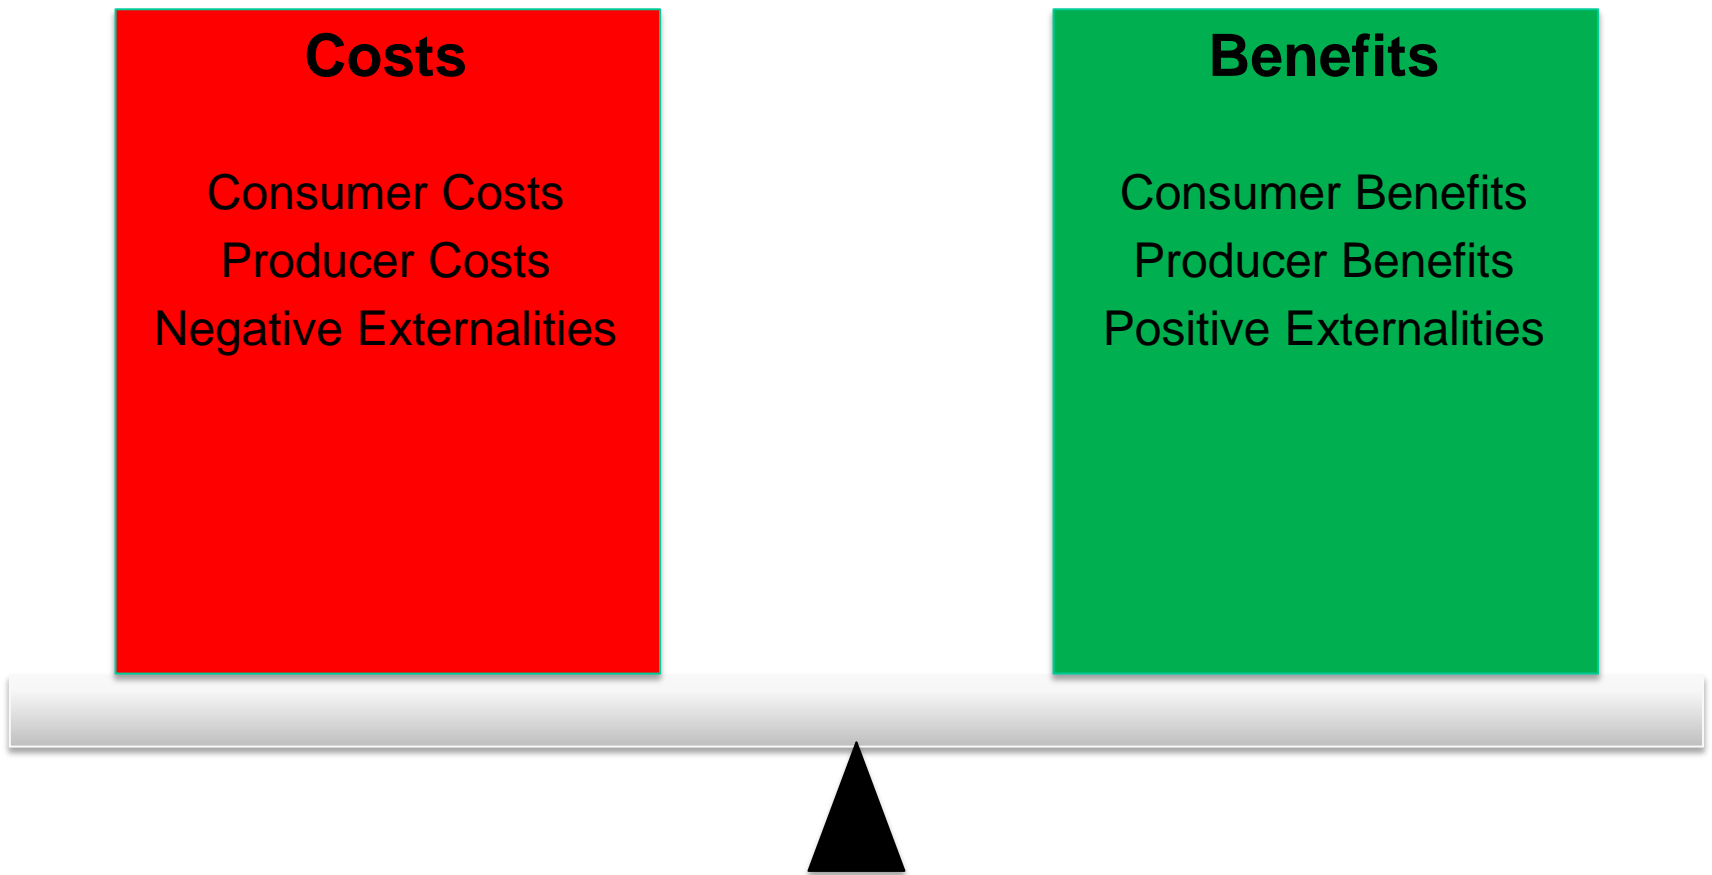 Costs
Consumer Costs
Producer Costs
Negative Externalities
Benefits
Consumer Benefits
Producer Benefits
Positive Externalities